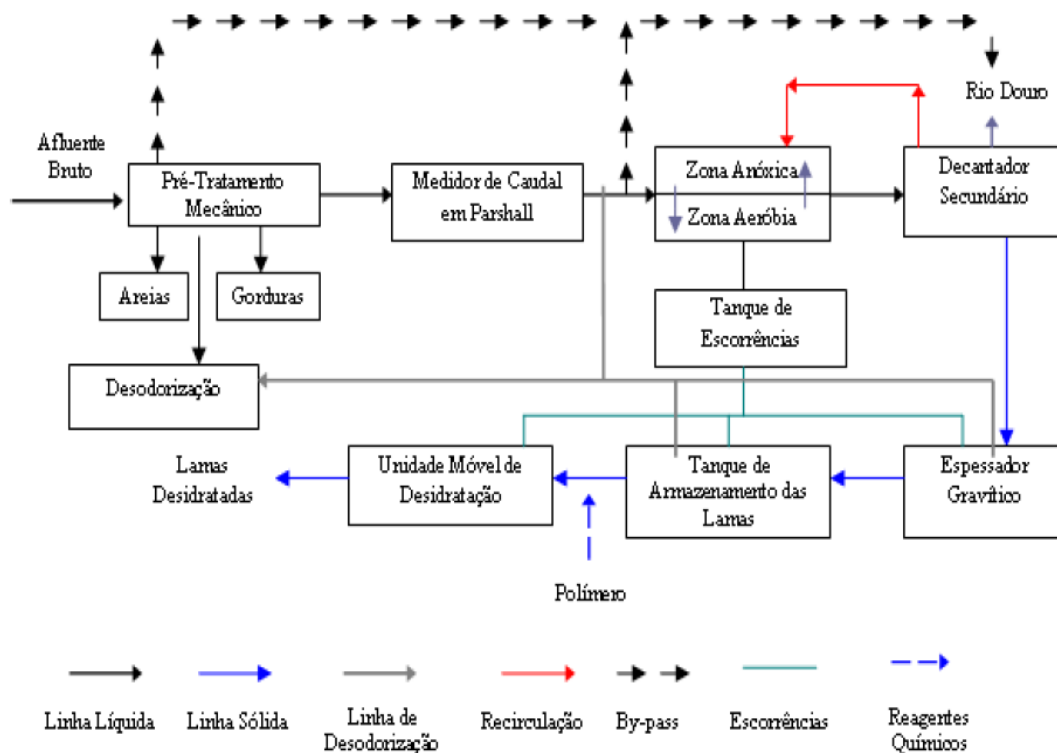 Rio Douro
Afluente
Bruto
Pré-Tratamento
Mecânico
Medidor de Caudal
em Parshall
Zona Anóxica
Zona Aeróbia
Decantador
Secundário
Areias
Gorduras
Tanque de
Escorrências
Desodorização
Lamas
Desidratadas
Unidade Móvel de
Desidratação
Tanque de
Armazenamento das
Lamas
Espessador
Gravítico
Polímero
Linha Líquida
Linha Sólida
Linha de
Desodorização
Recirculação
By-pass
Escorrências
Reagentes
Químicos